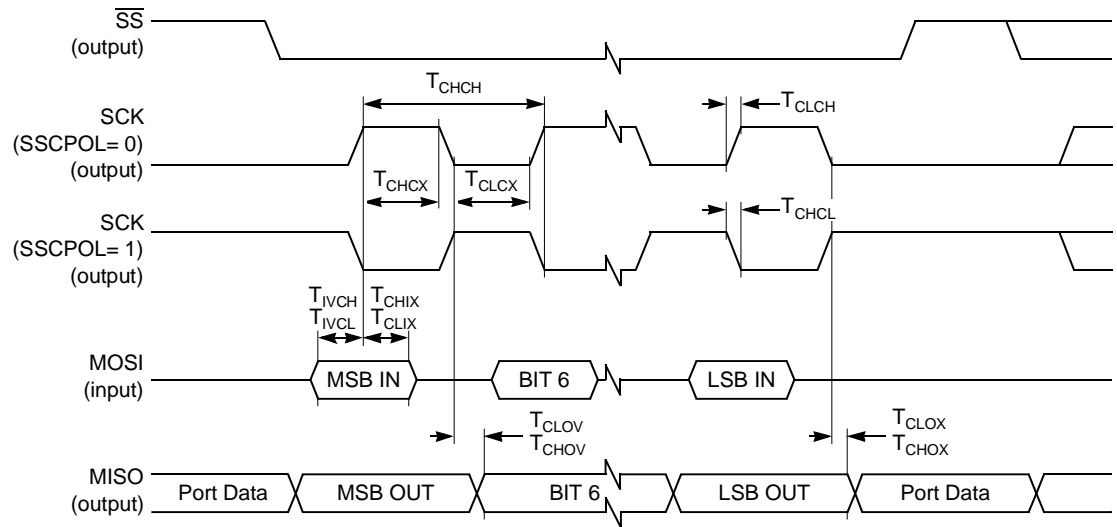 SS
(output)
T_CHCH
T_CLCH
SCK
(SSCPOL= 0)
(output)
T_CHCX
T_CLCX
SCK
(SSCPOL= 1)
(output)
T_CHCL
T_IVCH
T_IVCL
T_CHIX
T_CLIX
MOSI
(input)
MSB IN
BIT 6
LSB IN
T_CLOV
T_CHOV
T_CLOX
T_CHOX
MISO
(output)
Port Data
MSB OUT
BIT 6
LSB OUT
Port Data